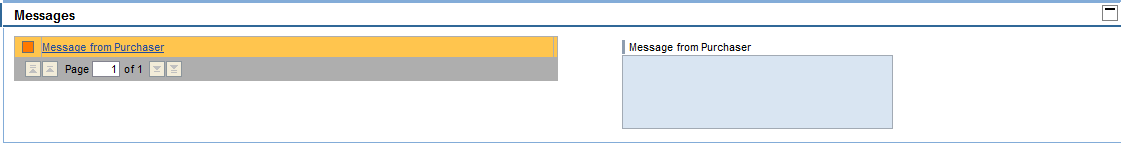 Messages
Message from Purchaser
Page 1 of 1
Message from Purchaser